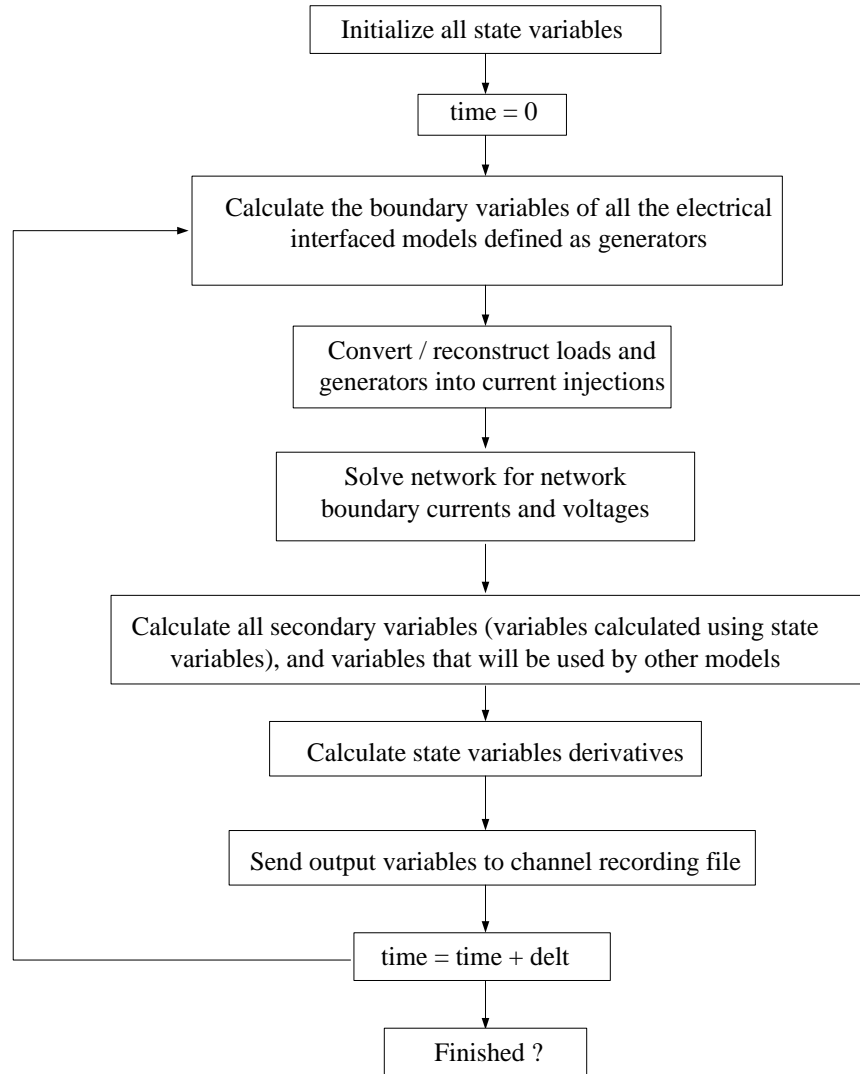 Initialize all state variables
time = 0
Calculate the boundary variables of all the electrical
interfaced models defined as generators
Convert / reconstruct loads and
generators into current injections
Solve network for network
boundary currents and voltages
Calculate all secondary variables (variables calculated using state
variables), and variables that will be used by other models
Calculate state variables derivatives
Send output variables to channel recording file
time = time + delt
Finished ?